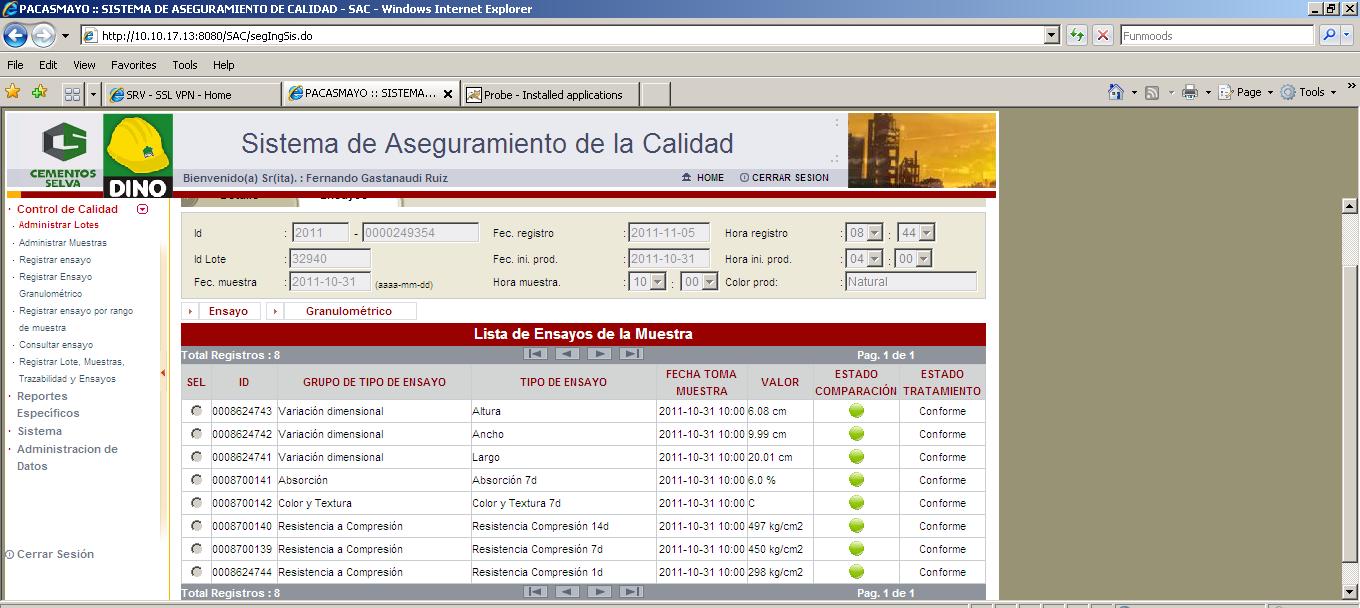 PACASMAYO :: SISTEMA DE ASEGURAMIENTO DE CALIDAD - SAC - Windows Internet Explorer
http://10.10.17.13:8080/SAC/segIngSis.do
Funmoods
File Edit View Favorites Tools Help
SRV - SSL VPN - Home
PACASMAYO :: SISTEMA...
Probe - Installed applications
Page Tools
CEMENTOS SELVA
DINO
Sistema de Aseguramiento de la Calidad
Bienvenido(a) Sr(ita). : Fernando Gastanaudi Ruiz
HOME CERRAR SESION
Control de Calidad
Administrar Lotes
Administrar Muestras
Registrar ensayo
Registrar Ensayo
Granulométrico
Registrar ensayo por rango
de muestra
Consultar ensayo
Registrar Lote, Muestras,
Trazabilidad y Ensayos
Reportes
Específicos
Sistema
Administracion de
Datos
Cerrar Sesión
Id : 2011 - 0000249354 Fec. registro : 2011-11-05 Hora registro : 08 : 44
Id Lote : 32940 Fec. ini. prod. : 2011-10-31 Hora ini. prod. : 04 : 00
Fec. muestra : 2011-10-31 (aaaa-mm-dd) Hora muestra. : 10 : 00 Color prod: : Natural
Ensayo Granulométrico
Lista de Ensayos de la Muestra
Total Registros : 8 Pag. 1 de 1
SEL ID GRUPO DE TIPO DE ENSAYO TIPO DE ENSAYO FECHA TOMA MUESTRA VALOR ESTADO COMPARACIÓN ESTADO TRATAMIENTO
0008624743 Variación dimensional Altura 2011-10-31 10:00 6.08 cm Conforme
0008624742 Variación dimensional Ancho 2011-10-31 10:00 9.99 cm Conforme
0008624741 Variación dimensional Largo 2011-10-31 10:00 20.01 cm Conforme
0008700141 Absorción Absorción 7d 2011-10-31 10:00 6.0 % Conforme
0008700142 Color y Textura Color y Textura 7d 2011-10-31 10:00 C Conforme
0008700140 Resistencia a Compresión Resistencia Compresión 14d 2011-10-31 10:00 497 kg/cm2 Conforme
0008700139 Resistencia a Compresión Resistencia Compresión 7d 2011-10-31 10:00 450 kg/cm2 Conforme
0008624744 Resistencia a Compresión Resistencia Compresión 1d 2011-10-31 10:00 298 kg/cm2 Conforme
Total Registros : 8 Pag. 1 de 1